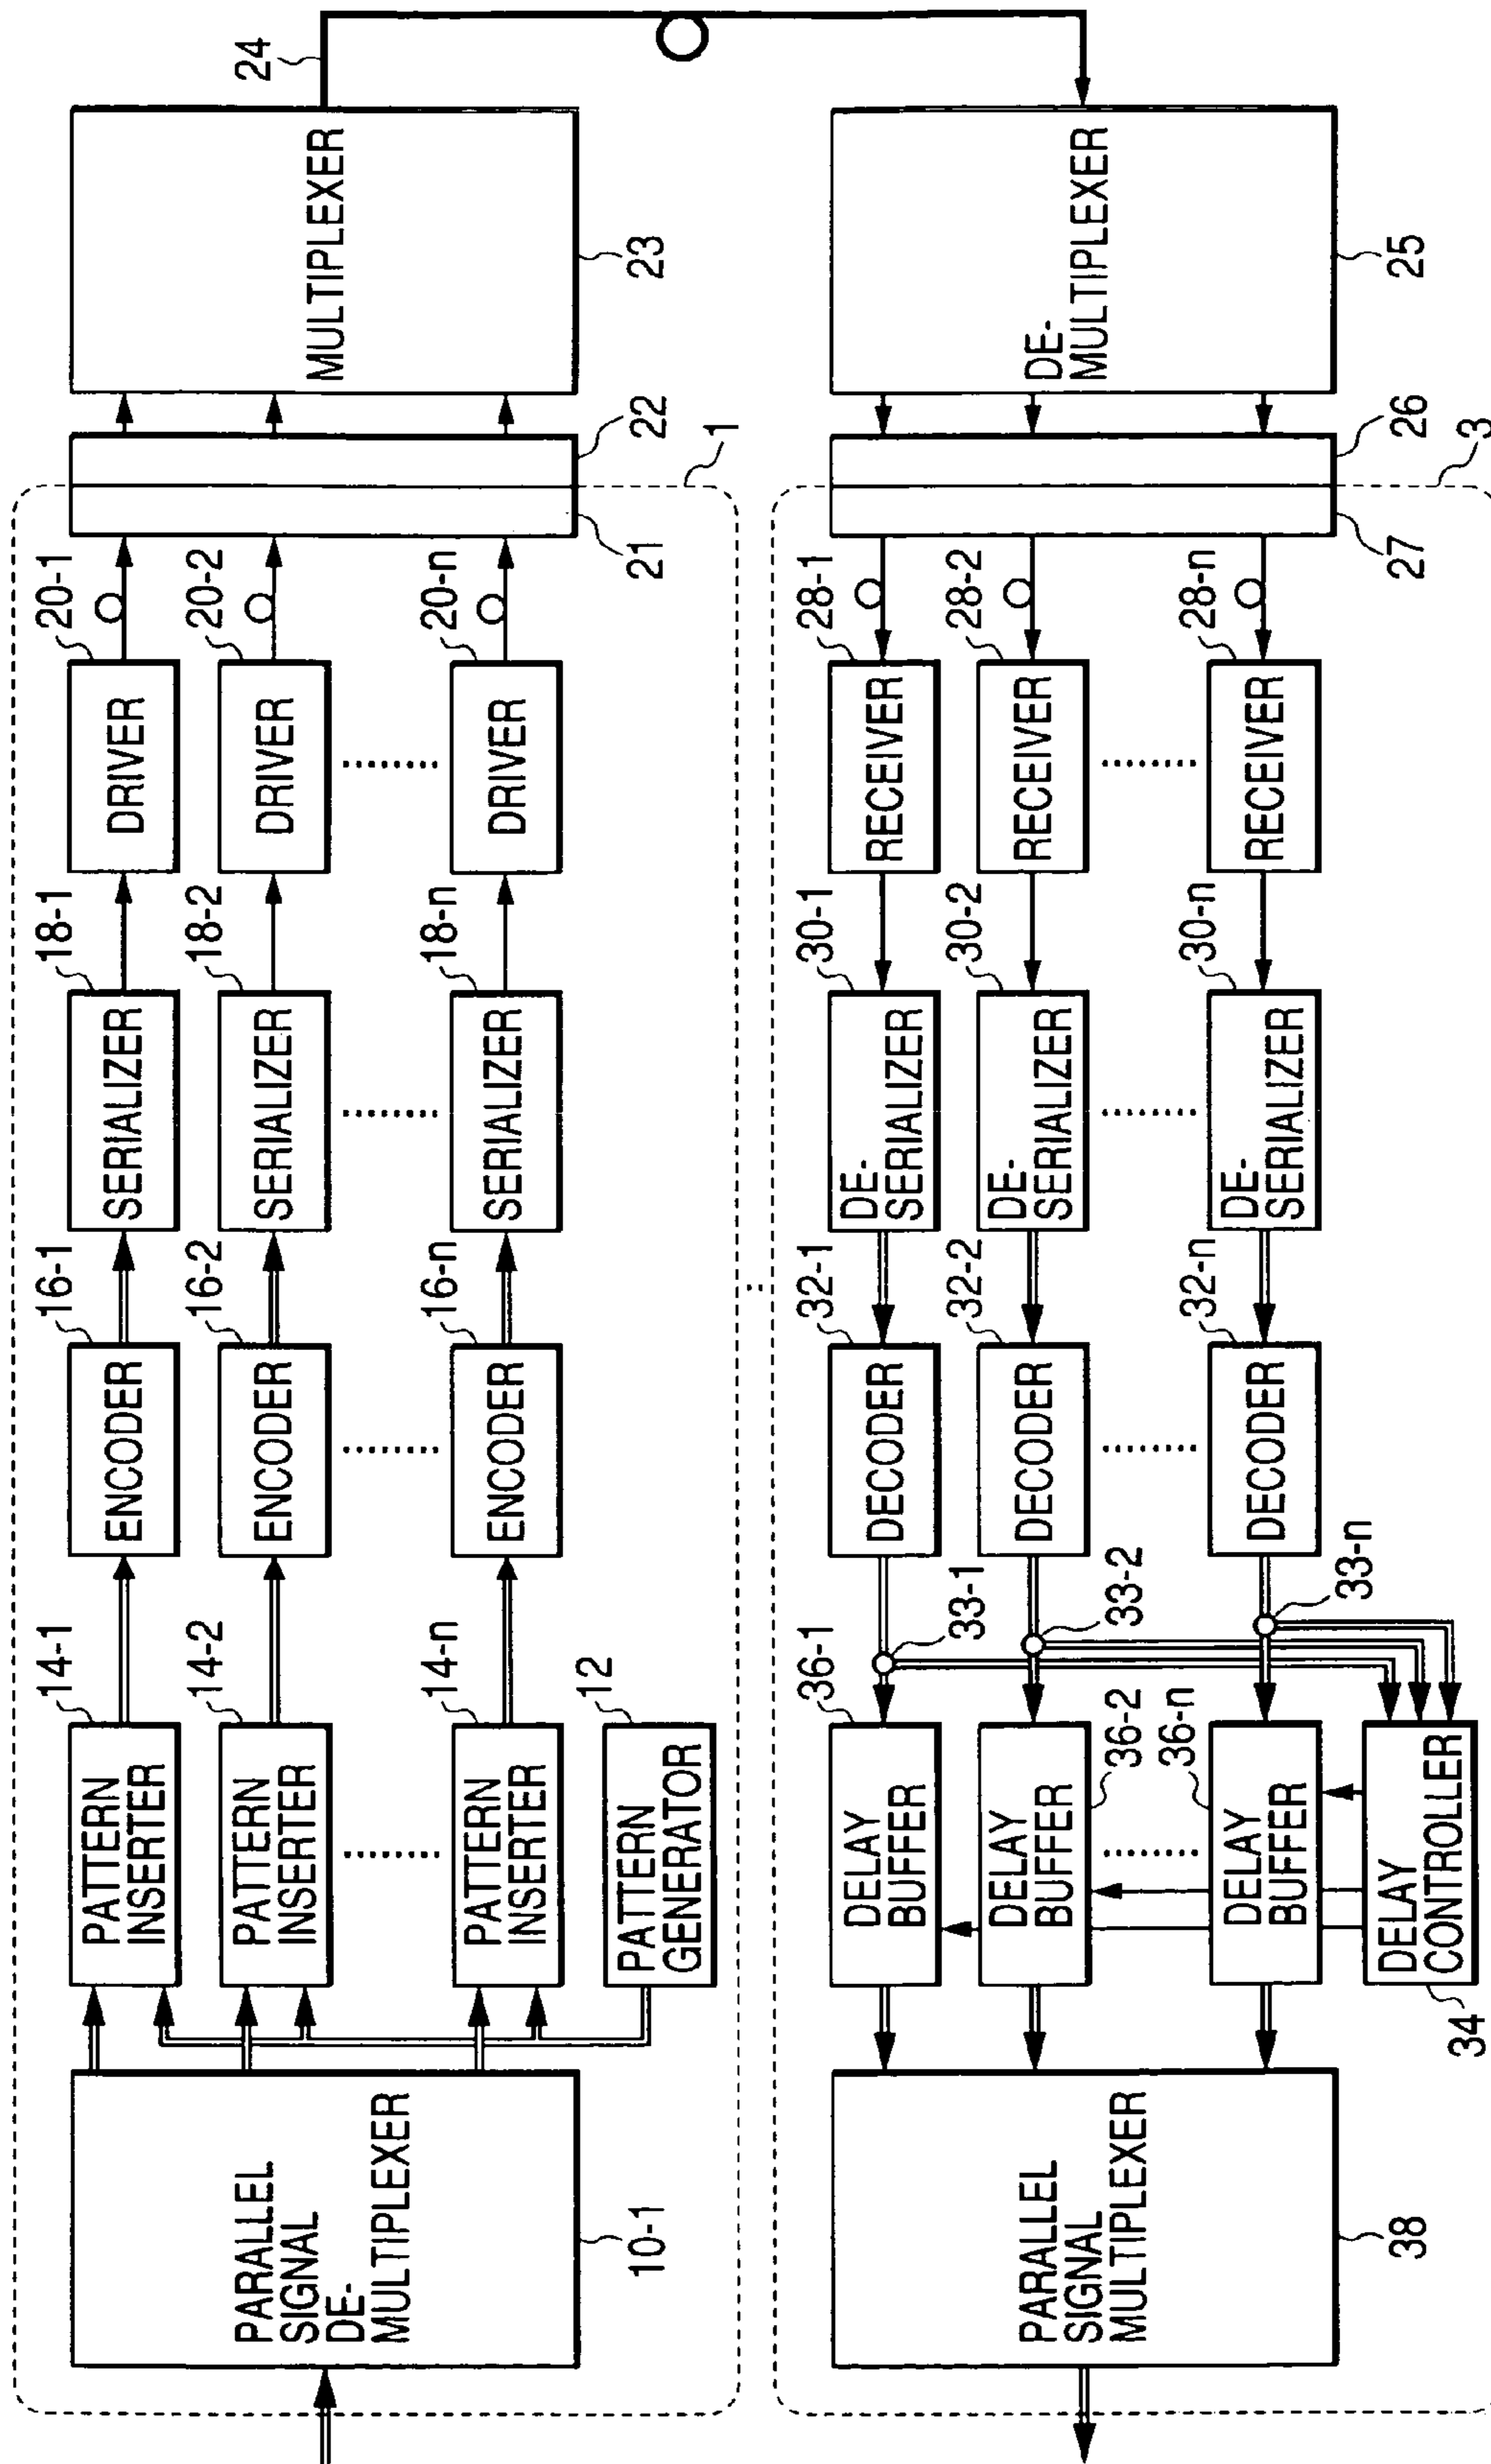 24
MULTIPLEXER
23
22
1
21
20-1
20-2
20-n
DRIVER
DRIVER
DRIVER
18-1
18-2
18-n
SERIALIZER
SERIALIZER
SERIALIZER
16-1
16-2
16-n
ENCODER
ENCODER
ENCODER
14-1
14-2
14-n
12
PATTERN
INSERTER
PATTERN
INSERTER
PATTERN
INSERTER
PATTERN
GENERATOR
PARALLEL
SIGNAL
DE-
MULTIPLEXER
10-1
DE-
MULTIPLEXER
25
26
3
27
28-1
28-2
28-n
RECEIVER
RECEIVER
RECEIVER
30-1
30-2
30-n
DE-
SERIALIZER
DE-
SERIALIZER
DE-
SERIALIZER
32-1
32-2
32-n
DECODER
DECODER
DECODER
33-1
33-2
33-n
36-1
36-2
36-n
DELAY
BUFFER
DELAY
BUFFER
DELAY
BUFFER
DELAY
CONTROLLER
34
PARALLEL
SIGNAL
MULTIPLEXER
38